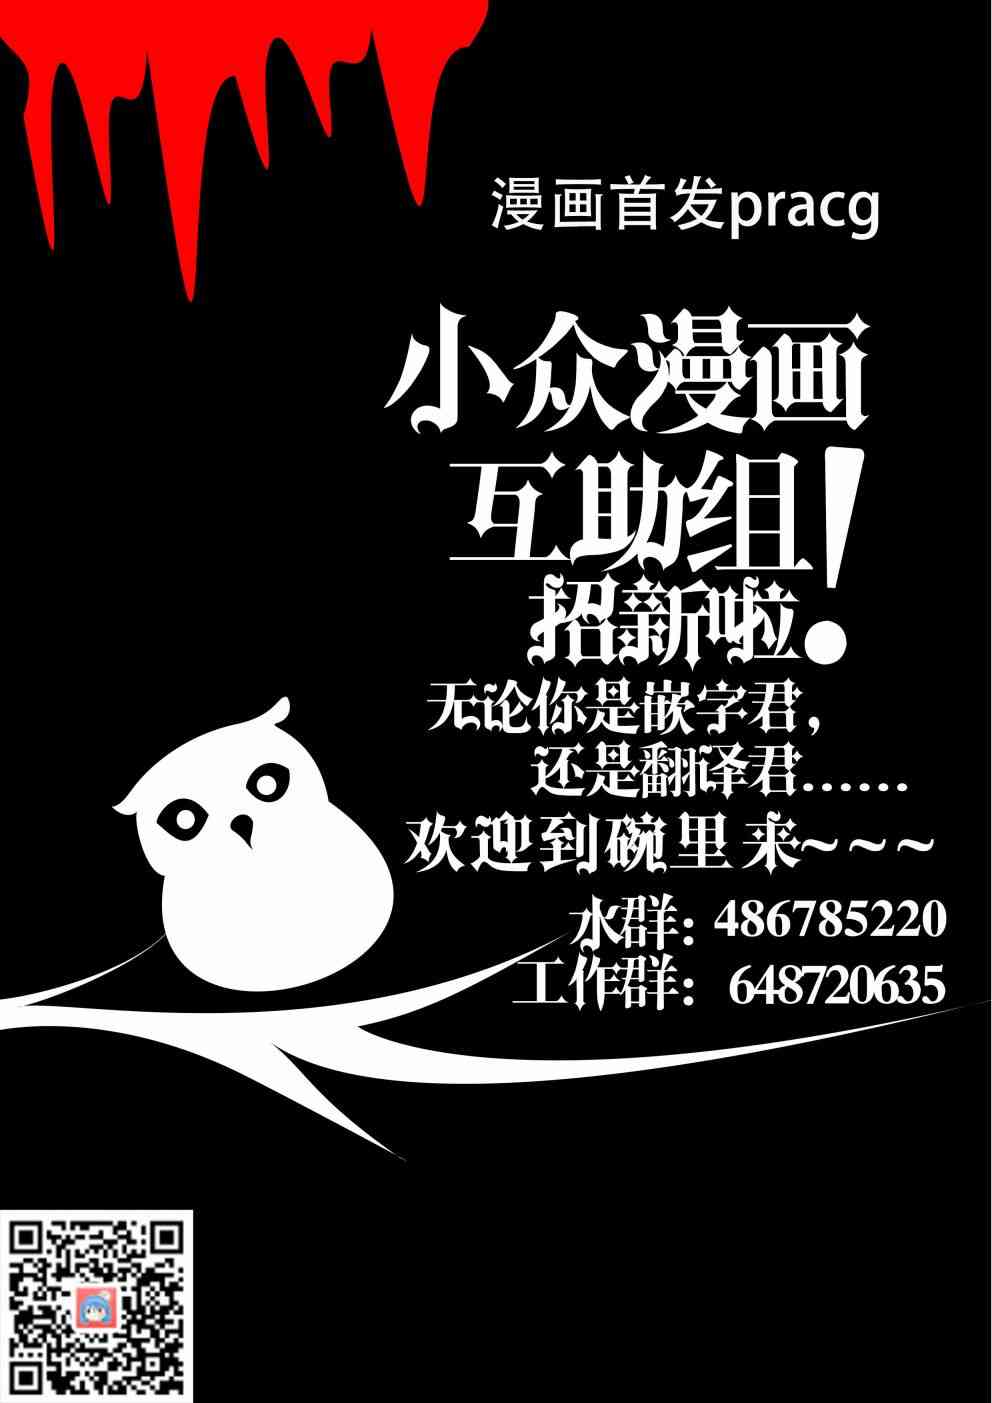 漫画首发pracg
小众漫画
互助组!
招新啦
无论你是嵌字君，
还是翻译君……
欢迎到碗里来~~~
水群: 486785220
工作群: 648720635